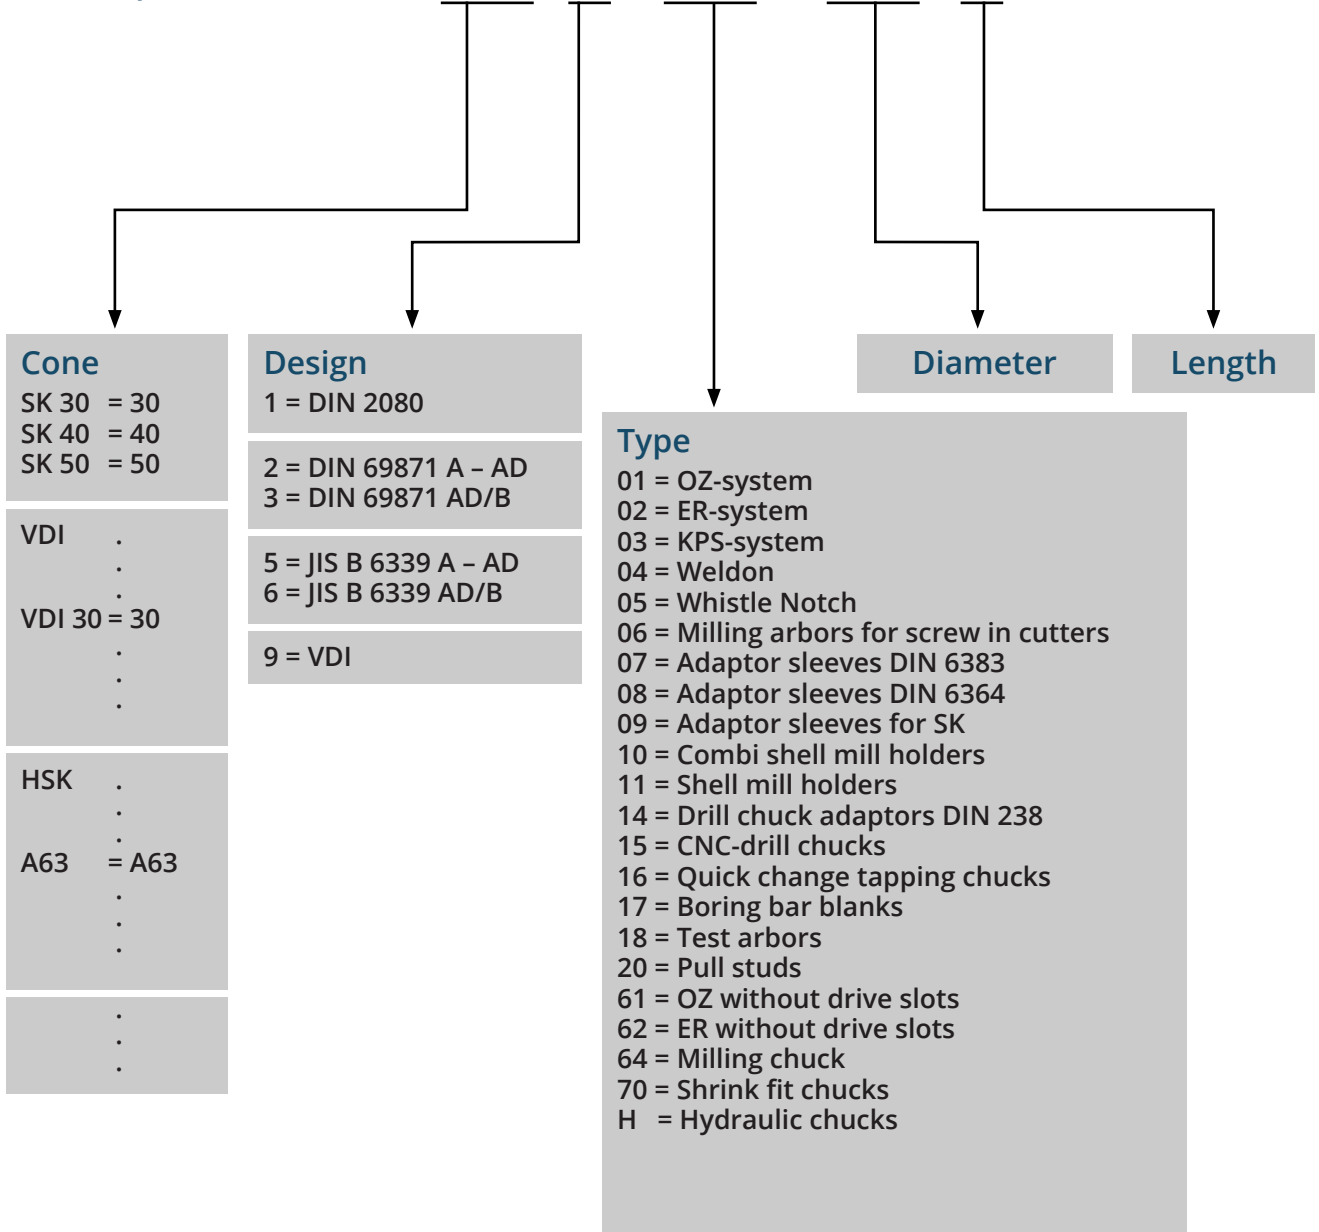 Cone
SK 30 = 30
SK 40 = 40
SK 50 = 50
VDI .
.
.
VDI 30 = 30
.
.
.
HSK .
.
.
A63 = A63
.
.
.
.
.
.
Design
1 = DIN 2080
2 = DIN 69871 A – AD
3 = DIN 69871 AD/B
5 = JIS B 6339 A – AD
6 = JIS B 6339 AD/B
9 = VDI
Type
01 = OZ-system
02 = ER-system
03 = KPS-system
04 = Weldon
05 = Whistle Notch
06 = Milling arbors for screw in cutters
07 = Adaptor sleeves DIN 6383
08 = Adaptor sleeves DIN 6364
09 = Adaptor sleeves for SK
10 = Combi shell mill holders
11 = Shell mill holders
14 = Drill chuck adaptors DIN 238
15 = CNC-drill chucks
16 = Quick change tapping chucks
17 = Boring bar blanks
18 = Test arbors
20 = Pull studs
61 = OZ without drive slots
62 = ER without drive slots
64 = Milling chuck
70 = Shrink fit chucks
H = Hydraulic chucks
Diameter
Length